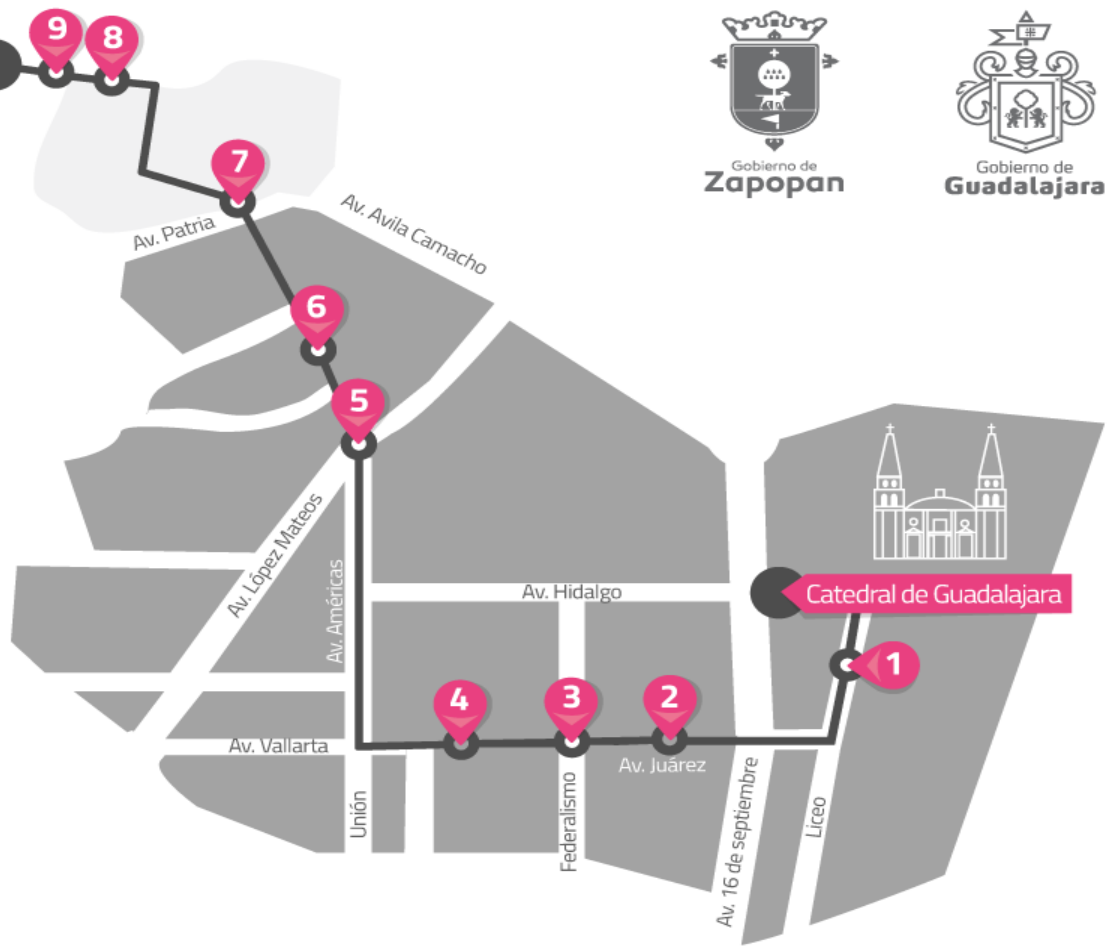 9
8
Gobierno de
Zapopan
Gobierno de
Guadalajara
7
Av. Patria
Av. Avila Camacho
6
5
Av. López Mateos
Av. Américas
Av. Hidalgo
Catedral de Guadalajara
1
4
3
2
Av. Vallarta
Av. Juárez
Unión
Federalismo
Av. 16 de septiembre
Liceo